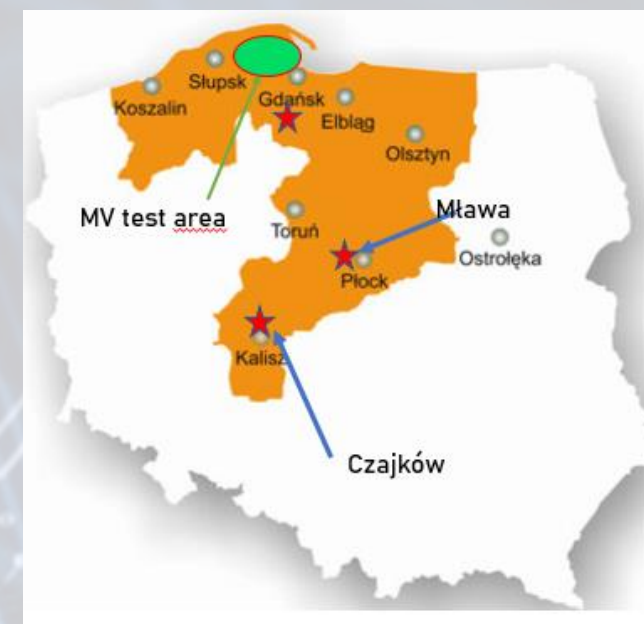 Słupsk
Koszalin
Gdańsk
Elbląg
Olsztyn
MV test area
Toruń
Mława
Ostrołęka
Płock
Kalisz
Czajków